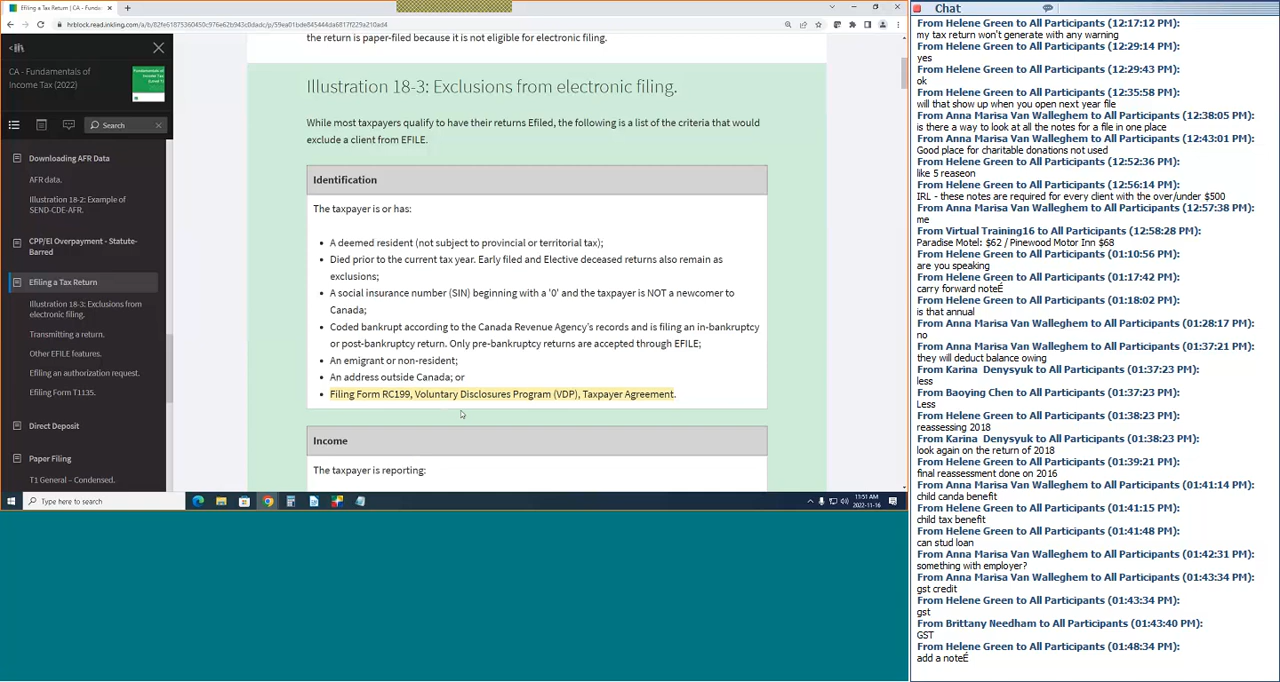 Efiling a Tax Return | CA - Fund
hrblock.read.inkling.com/a/b/82fe61875360450c976e62b943c0dadc/p/59ea01bde845444da6817f229a210ad4
CA - Fundamentals of
Income Tax (2022)
Search
Downloading AFR Data
AFR data.
Illustration 18-2: Example of
SEND-CDE-AFR.
CPP/EI Overpayment - Statute-
Barred
Efiling a Tax Return
Illustration 18-3: Exclusions from
electronic filing.
Transmitting a return.
Other EFILE features.
Efiling an authorization request.
Efiling Form T1135.
Direct Deposit
Paper Filing
T1 General – Condensed.
the return is paper-filed because it is not eligible for electronic filing.
Illustration 18-3: Exclusions from electronic filing.
While most taxpayers qualify to have their returns Efiled, the following is a list of the criteria that would
exclude a client from EFILE.
Identification
The taxpayer is or has:
• A deemed resident (not subject to provincial or territorial tax);
• Died prior to the current tax year. Early filed and Elective deceased returns also remain as
exclusions;
• A social insurance number (SIN) beginning with a '0' and the taxpayer is NOT a newcomer to
Canada;
• Coded bankrupt according to the Canada Revenue Agency's records and is filing an in-bankruptcy
or post-bankruptcy return. Only pre-bankruptcy returns are accepted through EFILE;
• An emigrant or non-resident;
• An address outside Canada; or
• Filing Form RC199, Voluntary Disclosures Program (VDP), Taxpayer Agreement.
Income
The taxpayer is reporting:
Type here to search
11:51 AM
2022-11-16
Chat
From Helene Green to All Participants (12:17:12 PM):
my tax return won't generate with any warning
From Helene Green to All Participants (12:29:14 PM):
yes
From Helene Green to All Participants (12:29:43 PM):
ok
From Helene Green to All Participants (12:35:58 PM):
will that show up when you open next year file
From Anna Marisa Van Walleghem to All Participants (12:38:05 PM):
is there a way to look at all the notes for a file in one place
From Anna Marisa Van Walleghem to All Participants (12:43:01 PM):
Good place for charitable donations not used
From Helene Green to All Participants (12:52:36 PM):
like 5 reaseon
From Helene Green to All Participants (12:56:14 PM):
IRL - these notes are required for every client with the over/under $500
From Anna Marisa Van Walleghem to All Participants (12:57:38 PM):
me
From Virtual Training16 to All Participants (12:58:28 PM):
Paradise Motel: $62 / Pinewood Motor Inn $68
From Helene Green to All Participants (01:10:56 PM):
are you speaking
From Helene Green to All Participants (01:17:42 PM):
carry forward noteÉ
From Helene Green to All Participants (01:18:02 PM):
is that annual
From Anna Marisa Van Walleghem to All Participants (01:28:17 PM):
no
From Anna Marisa Van Walleghem to All Participants (01:37:21 PM):
they will deduct balance owing
From Karina Denysyuk to All Participants (01:37:23 PM):
less
From Baoying Chen to All Participants (01:37:23 PM):
Less
From Helene Green to All Participants (01:38:23 PM):
reassessing 2018
From Karina Denysyuk to All Participants (01:38:23 PM):
look again on the return of 2018
From Helene Green to All Participants (01:39:21 PM):
final reassessment done on 2016
From Anna Marisa Van Walleghem to All Participants (01:41:14 PM):
child canda benefit
From Helene Green to All Participants (01:41:15 PM):
child tax benefit
From Helene Green to All Participants (01:41:48 PM):
can stud loan
From Anna Marisa Van Walleghem to All Participants (01:42:31 PM):
something with employer?
From Anna Marisa Van Walleghem to All Participants (01:43:34 PM):
gst credit
From Helene Green to All Participants (01:43:34 PM):
gst
From Brittany Needham to All Participants (01:43:40 PM):
GST
From Helene Green to All Participants (01:48:34 PM):
add a noteÉ